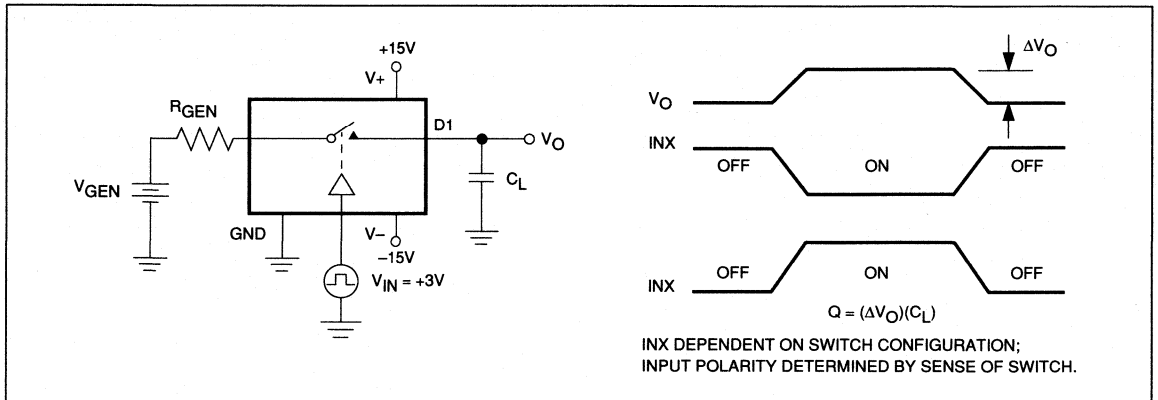 +15V
V+
RGEN
D1
VO
VGEN
CL
GND
V–
–15V
VIN = +3V
ΔVO
VO
INX
OFF
ON
OFF
INX
OFF
ON
OFF
Q = (ΔVO)(CL)
INX DEPENDENT ON SWITCH CONFIGURATION;
INPUT POLARITY DETERMINED BY SENSE OF SWITCH.